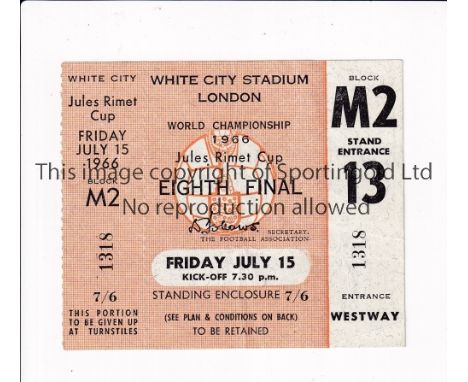 WHITE CITY
Jules Rimet
Cup
FRIDAY
JULY 15
1966
BLOCK
M2
1318
7/6
THIS PORTION
TO BE GIVEN UP
AT TURNSTILES
WHITE CITY STADIUM
LONDON
WORLD CHAMPIONSHIP
1966
Jules Rimet Cup
EIGHTH FINAL
SECRETARY.
THE FOOTBALL ASSOCIATION.
FRIDAY JULY 15
KICK-OFF 7.30 p.m.
STANDING ENCLOSURE 7/6
(SEE PLAN & CONDITIONS ON BACK)
TO BE RETAINED
BLOCK
M2
STAND
ENTRANCE
13
1318
ENTRANCE
WESTWAY
This image copyright of Sportingold Ltd
No reproduction allowed